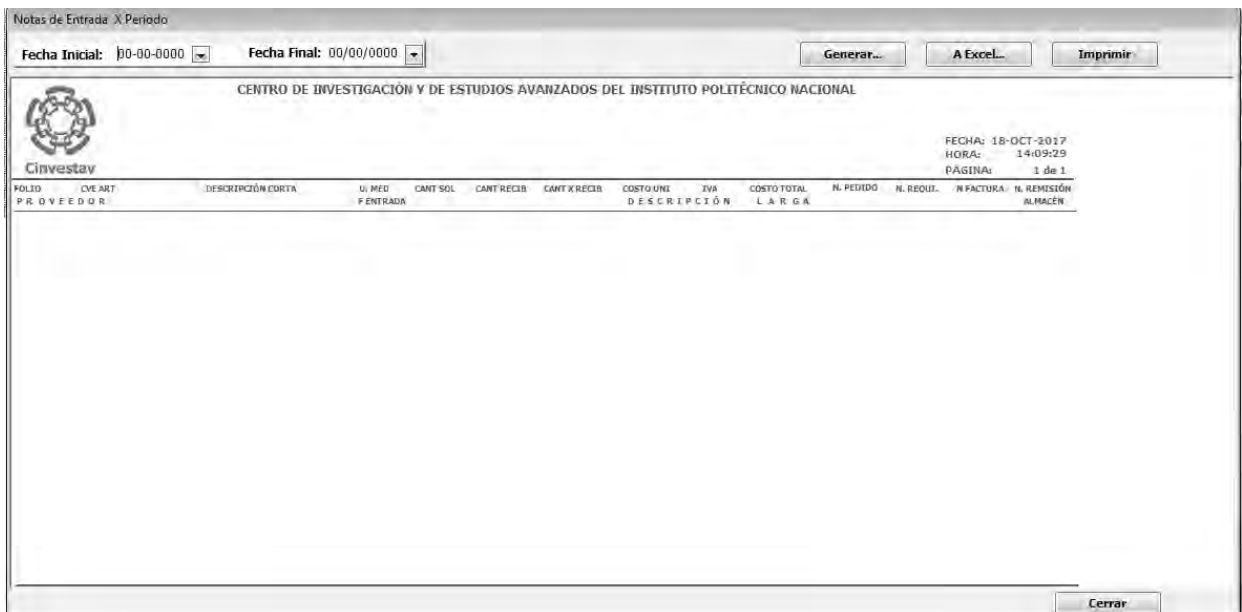 Notas de Entrada X Periodo
Fecha Inicial: 00-00-0000 Fecha Final: 00/00/0000 Generar... A Excel... Imprimir
CENTRO DE INVESTIGACIÓN Y DE ESTUDIOS AVANZADOS DEL INSTITUTO POLITÉCNICO NACIONAL
FECHA: 18-OCT-2017
HORA: 14:09:29
Cinvestav
PÁGINA: 1 de 1
FOLIO CVE ART DESCRIPCIÓN CORTA U. MED CANT SOL CANT RECIB CANT X RECIB COSTO UNI IVA COSTO TOTAL N. PEDIDO N. REQUI. N FACTURA N. REMISIÓN
PROVEEDOR F ENTRADA DESCRIPCIÓN LARGA ALMACÉN
Cerrar